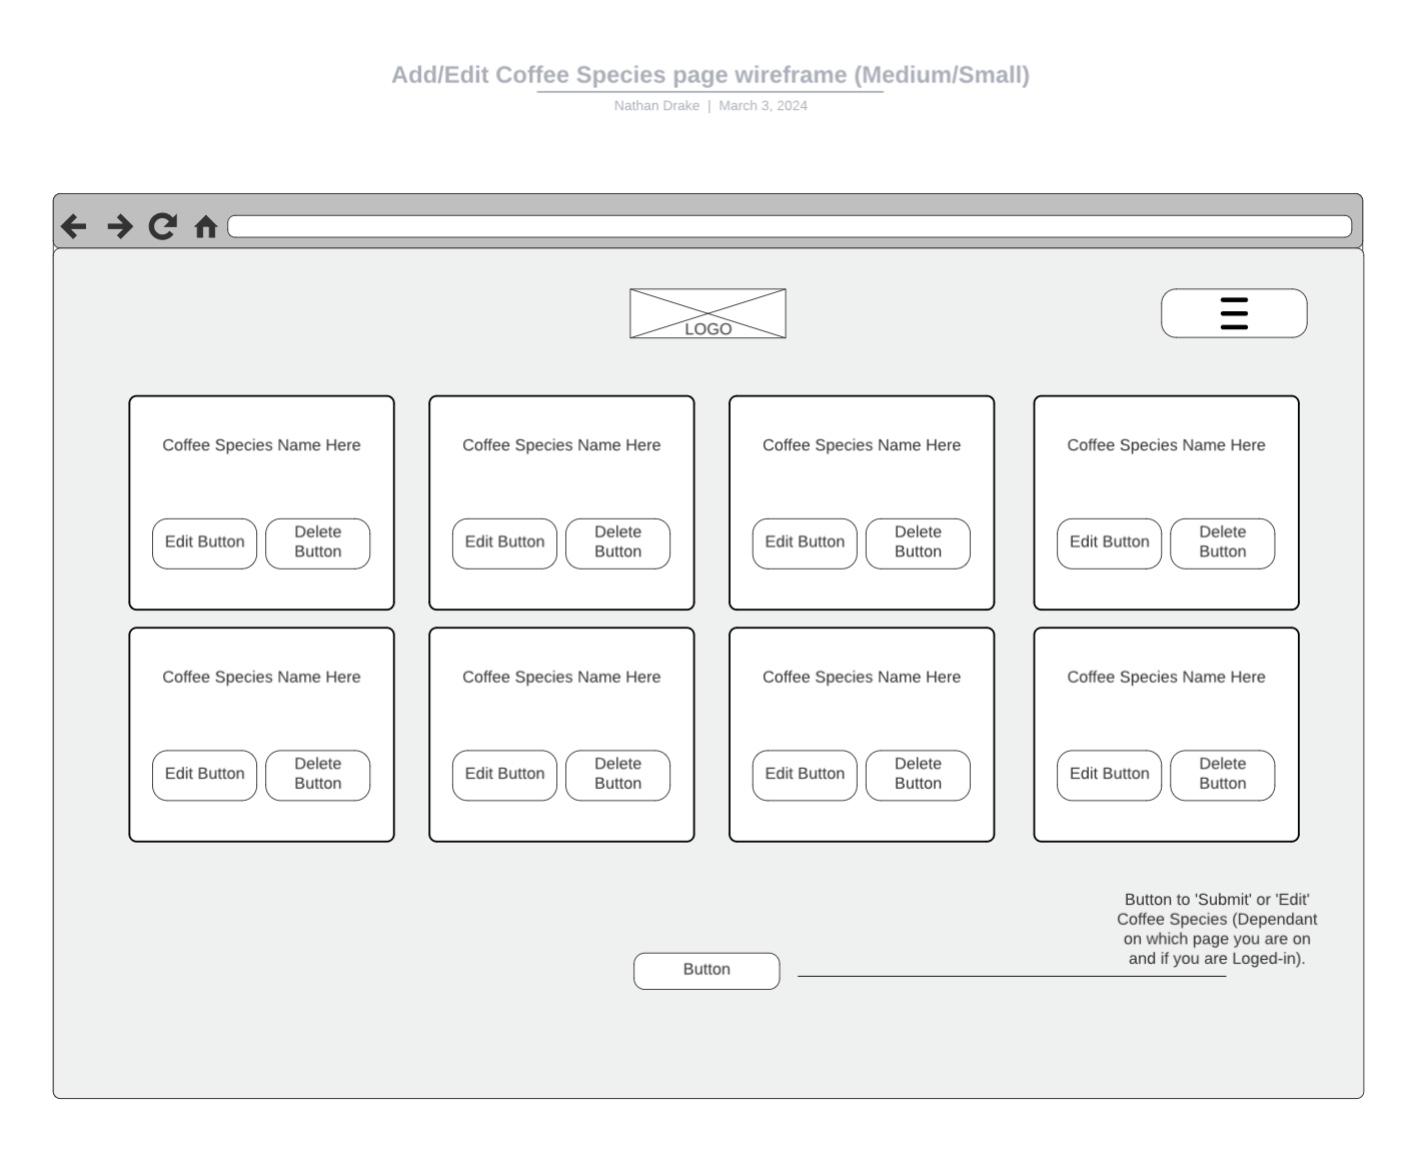 Add/Edit Coffee Species page wireframe (Medium/Small)
Nathan Drake | March 3, 2024
LOGO
Coffee Species Name Here
Edit Button
Delete
Button
Coffee Species Name Here
Edit Button
Delete
Button
Coffee Species Name Here
Edit Button
Delete
Button
Coffee Species Name Here
Edit Button
Delete
Button
Coffee Species Name Here
Edit Button
Delete
Button
Coffee Species Name Here
Edit Button
Delete
Button
Coffee Species Name Here
Edit Button
Delete
Button
Coffee Species Name Here
Edit Button
Delete
Button
Button to 'Submit' or 'Edit'
Coffee Species (Dependant
on which page you are on
and if you are Loged-in).
Button